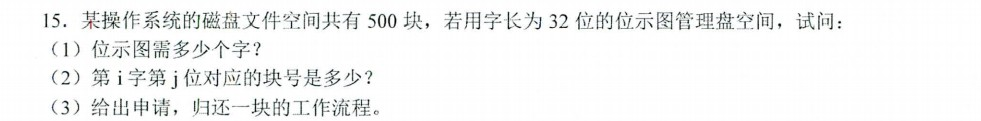 15．某操作系统的磁盘文件空间共有 500 块，若用字长为 32 位的位示图管理盘空间，试问：
（1）位示图需多少个字？
（2）第 i 字第 j 位对应的块号是多少？
（3）给出申请，归还一块的工作流程。